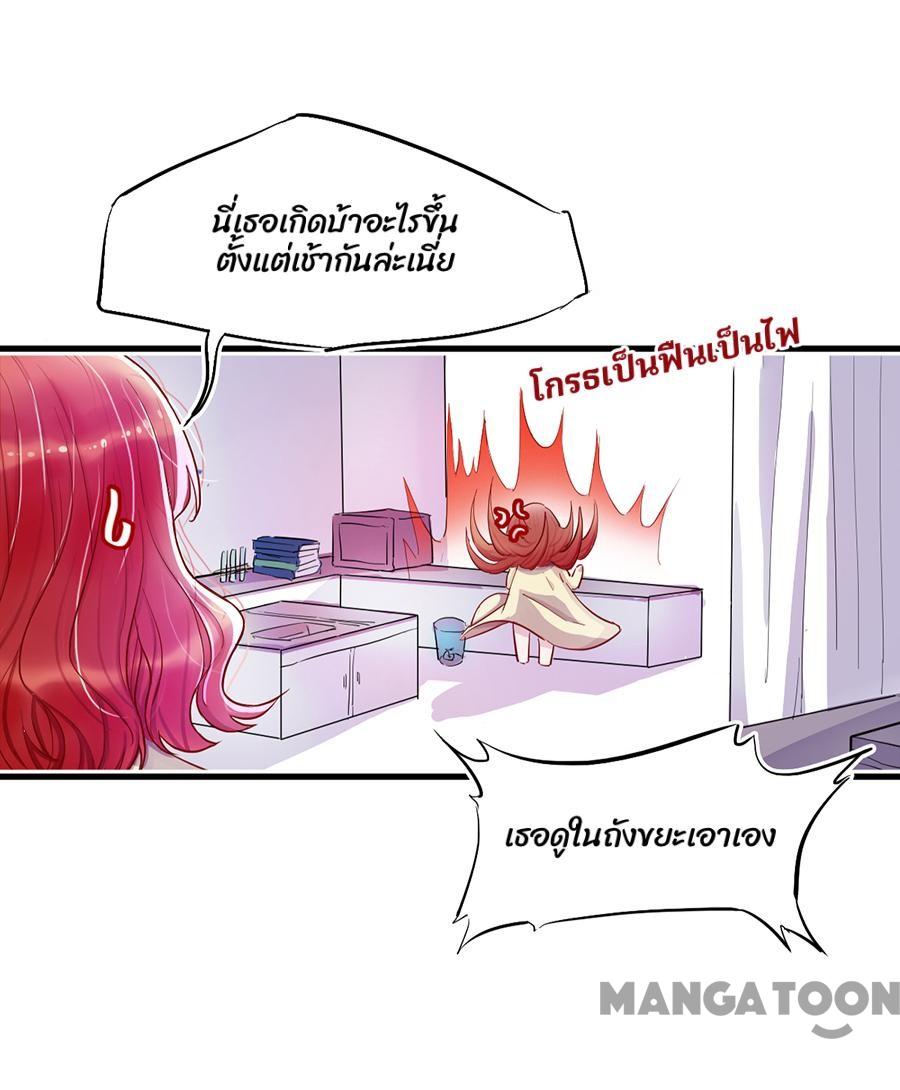 นี่เธอเกิดบ้าอะไรขึ้น
ตั้งแต่เช้ากันล่ะเนี่ย
โกรธเป็นฟืนเป็นไฟ
เธอดูในถังขยะเอาเอง
MANGATOON